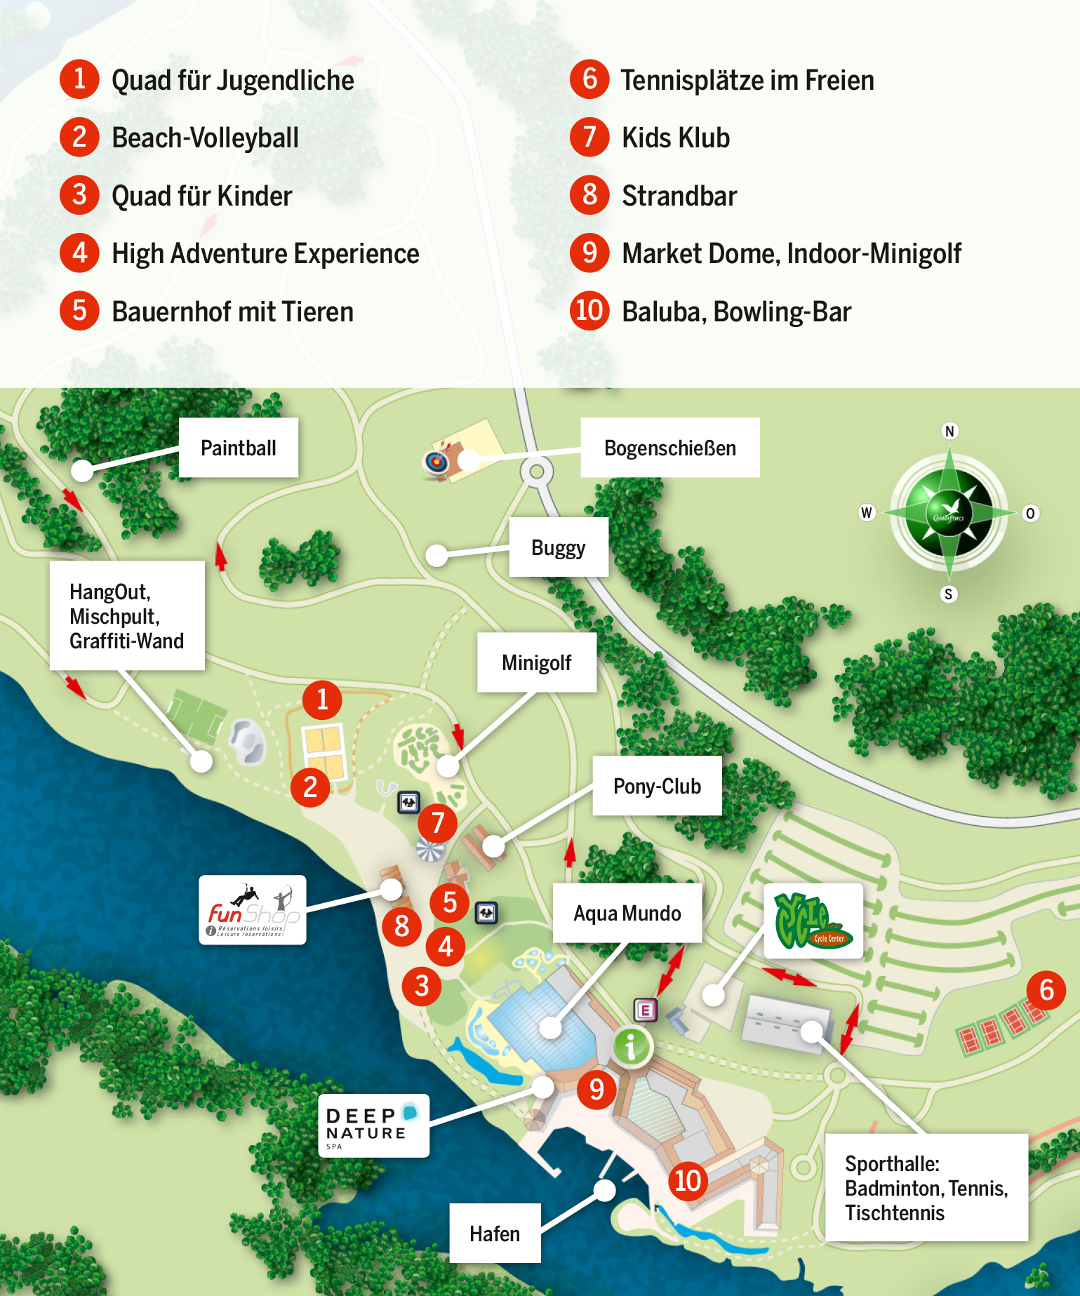 1 Quad für Jugendliche
2 Beach-Volleyball
3 Quad für Kinder
4 High Adventure Experience
5 Bauernhof mit Tieren
6 Tennisplätze im Freien
7 Kids Klub
8 Strandbar
9 Market Dome, Indoor-Minigolf
10 Baluba, Bowling-Bar
Paintball
Bogenschießen
N
W
O
S
CenterParcs
Buggy
HangOut,
Mischpult,
Graffiti-Wand
Minigolf
1
2
Pony-Club
7
fun Shop
i Réservations loisirs/
Leisure reservations/
5
8
4
3
Aqua Mundo
CYCLE
Cycle Center
6
E
i
9
DEEP
NATURE
SPA
10
Hafen
Sporthalle:
Badminton, Tennis,
Tischtennis